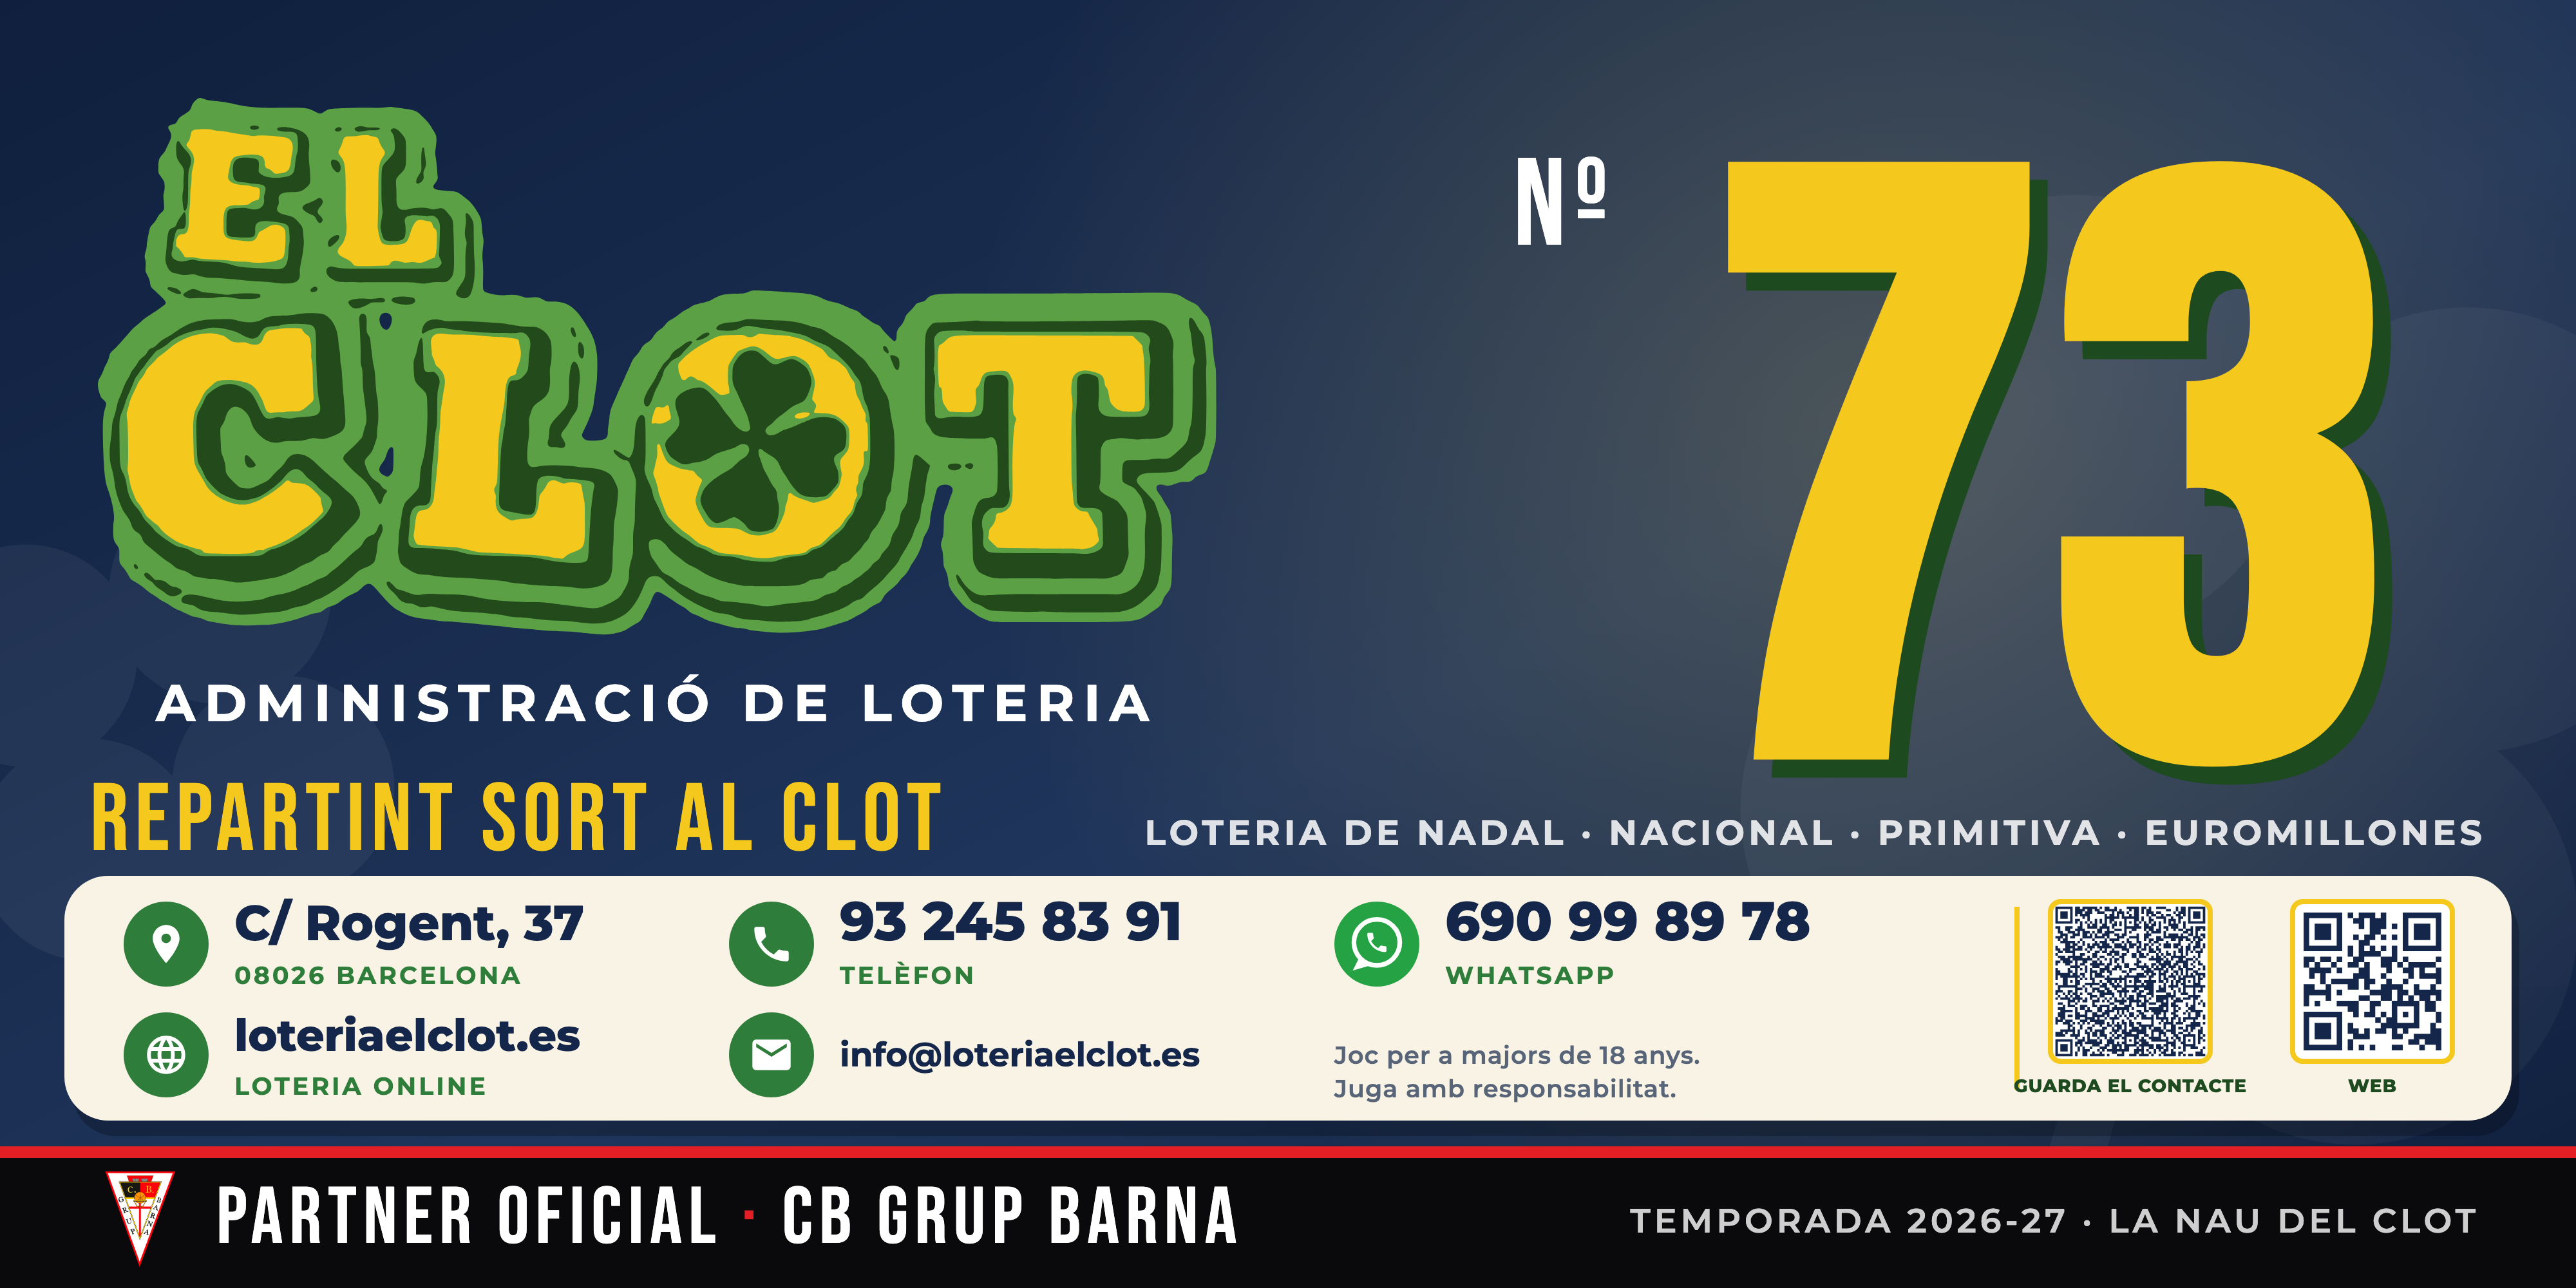 EL
CLOT
Nº 73
ADMINISTRACIÓ DE LOTERIA
REPARTINT SORT AL CLOT
LOTERIA DE NADAL · NACIONAL · PRIMITIVA · EUROMILLONES
C/ Rogent, 37
08026 BARCELONA
93 245 83 91
TELÈFON
690 99 89 78
WHATSAPP
loteriaelclot.es
LOTERIA ONLINE
info@loteriaelclot.es
Joc per a majors de 18 anys.
Juga amb responsabilitat.
GUARDA EL CONTACTE
WEB
C. B.
GRUP BARNA
PARTNER OFICIAL · CB GRUP BARNA
TEMPORADA 2026-27 · LA NAU DEL CLOT